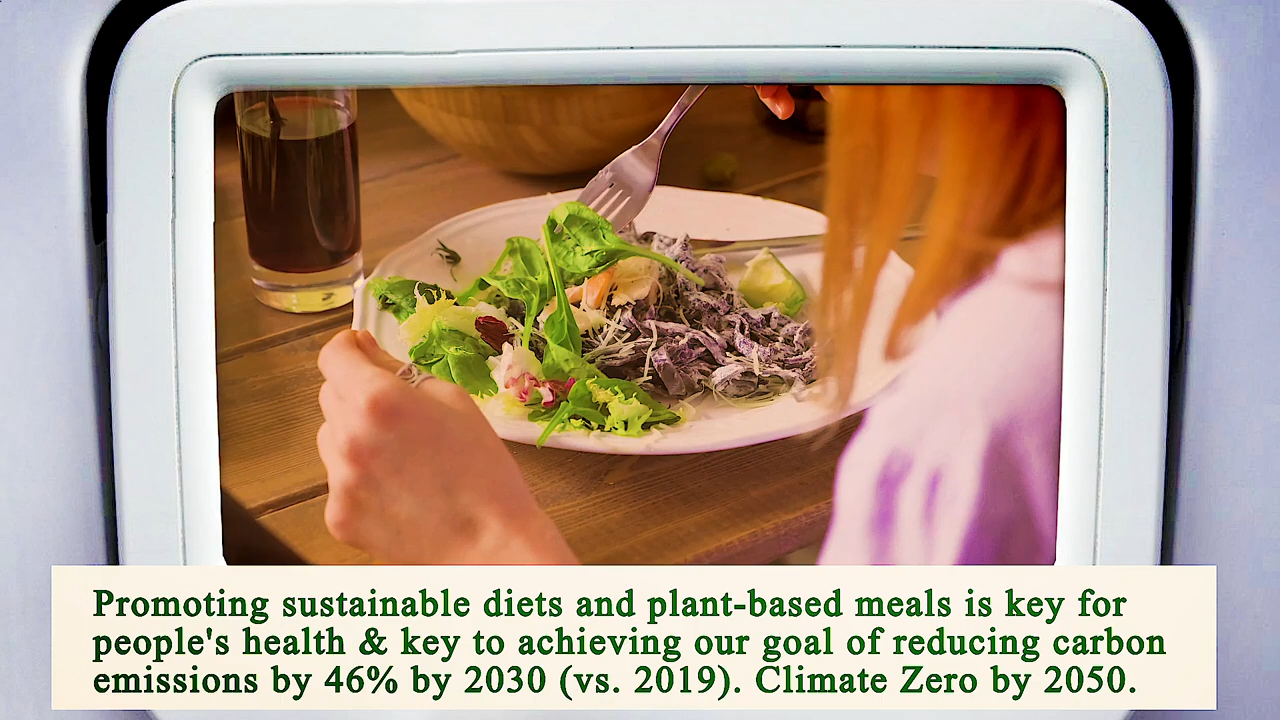 Promoting sustainable diets and plant-based meals is key for
people's health & key to achieving our goal of reducing carbon
emissions by 46% by 2030 (vs. 2019). Climate Zero by 2050.